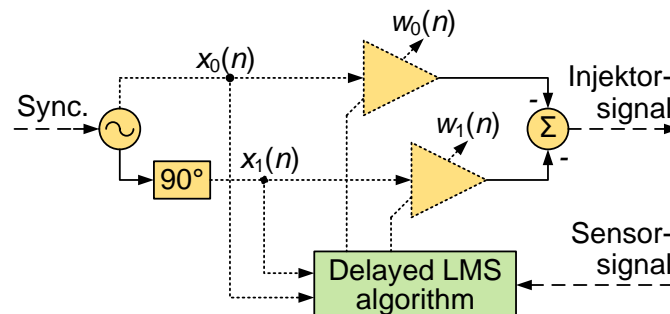 w₀(n)
x₀(n)
Injektor-
signal
Sync.
-
Σ
-
w₁(n)
x₁(n)
90°
Sensor-
signal
Delayed LMS
algorithm